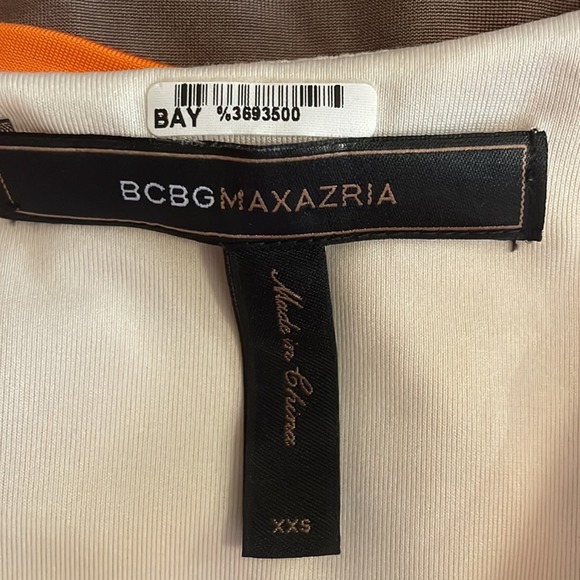 BAY %3693500
BCBGMAXAZRIA
Made in China
XXS